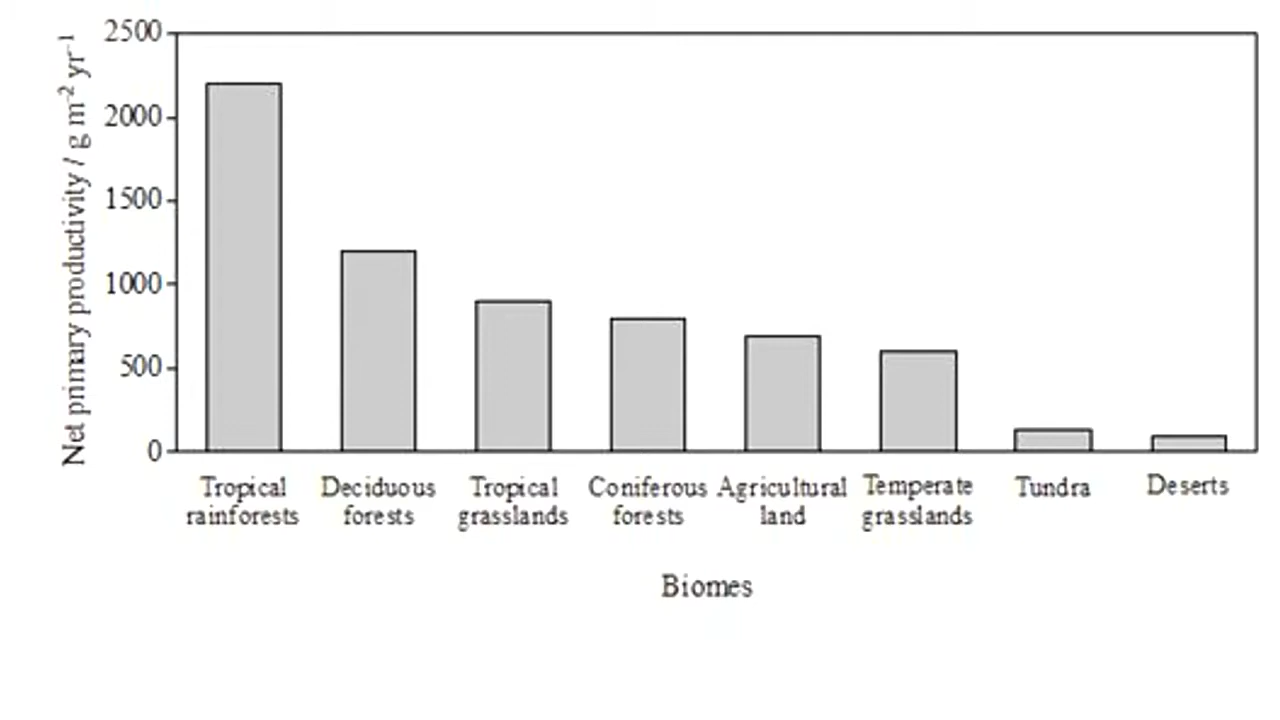 Net primary productivity / g m⁻² yr⁻¹
2500
2000
1500
1000
500
0
Tropical rainforests
Deciduous forests
Tropical grasslands
Coniferous forests
Agricultural land
Temperate grasslands
Tundra
Deserts
Biomes